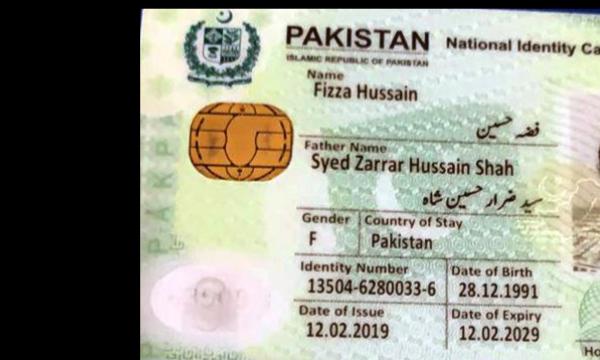 PAKISTAN National Identity Ca
ISLAMIC REPUBLIC OF PAKISTAN
Name
Fizza Hussain
فضہ حسین
Father Name
Syed Zarrar Hussain Shah
سید ضرار حسین شاہ
Gender Country of Stay
F Pakistan
Identity Number Date of Birth
13504-6280033-6 28.12.1991
Date of Issue Date of Expiry
12.02.2019 12.02.2029
Ho